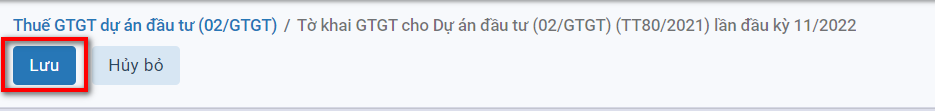 Thuế GTGT dự án đầu tư (02/GTGT) / Tờ khai GTGT cho Dự án đầu tư (02/GTGT) (TT80/2021) lần đầu kỳ 11/2022
Lưu Hủy bỏ